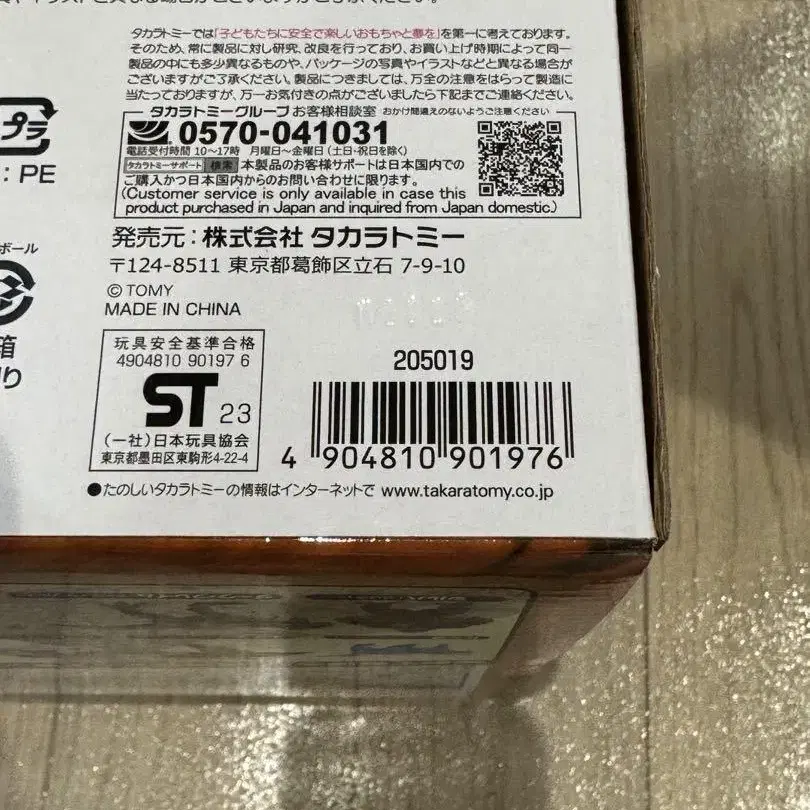 タカラトミーでは「子どもたちに安全で楽しいおもちゃと夢を」を第一に考えております。
そのため、常に製品に対し研究、改良を行っており、お買い上げ時期によって同一
製品の中にも多少異なるものや、パッケージの写真やイラストなどと異なる場合が
ございますがご了承ください。製品につきましては、万全の注意をはらって製造に
当たっておりますが、万一お気付きの点がございましたら下記までご連絡ください。
タカラトミーグループ お客様相談室 おかけ間違えのないようご注意ください
0570-041031
電話受付時間 10〜17時 月曜日〜金曜日(土・日・祝日を除く)
タカラトミーサポート 検索 本製品のお客様サポートは日本国内での
ご購入かつ日本国内からのお問い合わせに限ります。
(Customer service is only available in case this
product purchased in Japan and inquired from Japan domestic.)
プラ
: PE
発売元:株式会社 タカラトミー
〒124-8511 東京都葛飾区立石 7-9-10
© TOMY
MADE IN CHINA
ボール
箱
り
玩具安全基準合格
4904810 90197 6
ST 23
(一社)日本玩具協会
東京都墨田区東駒形4-22-4
205019
4 904810 901976
●たのしいタカラトミーの情報はインターネットで www.takaratomy.co.jp